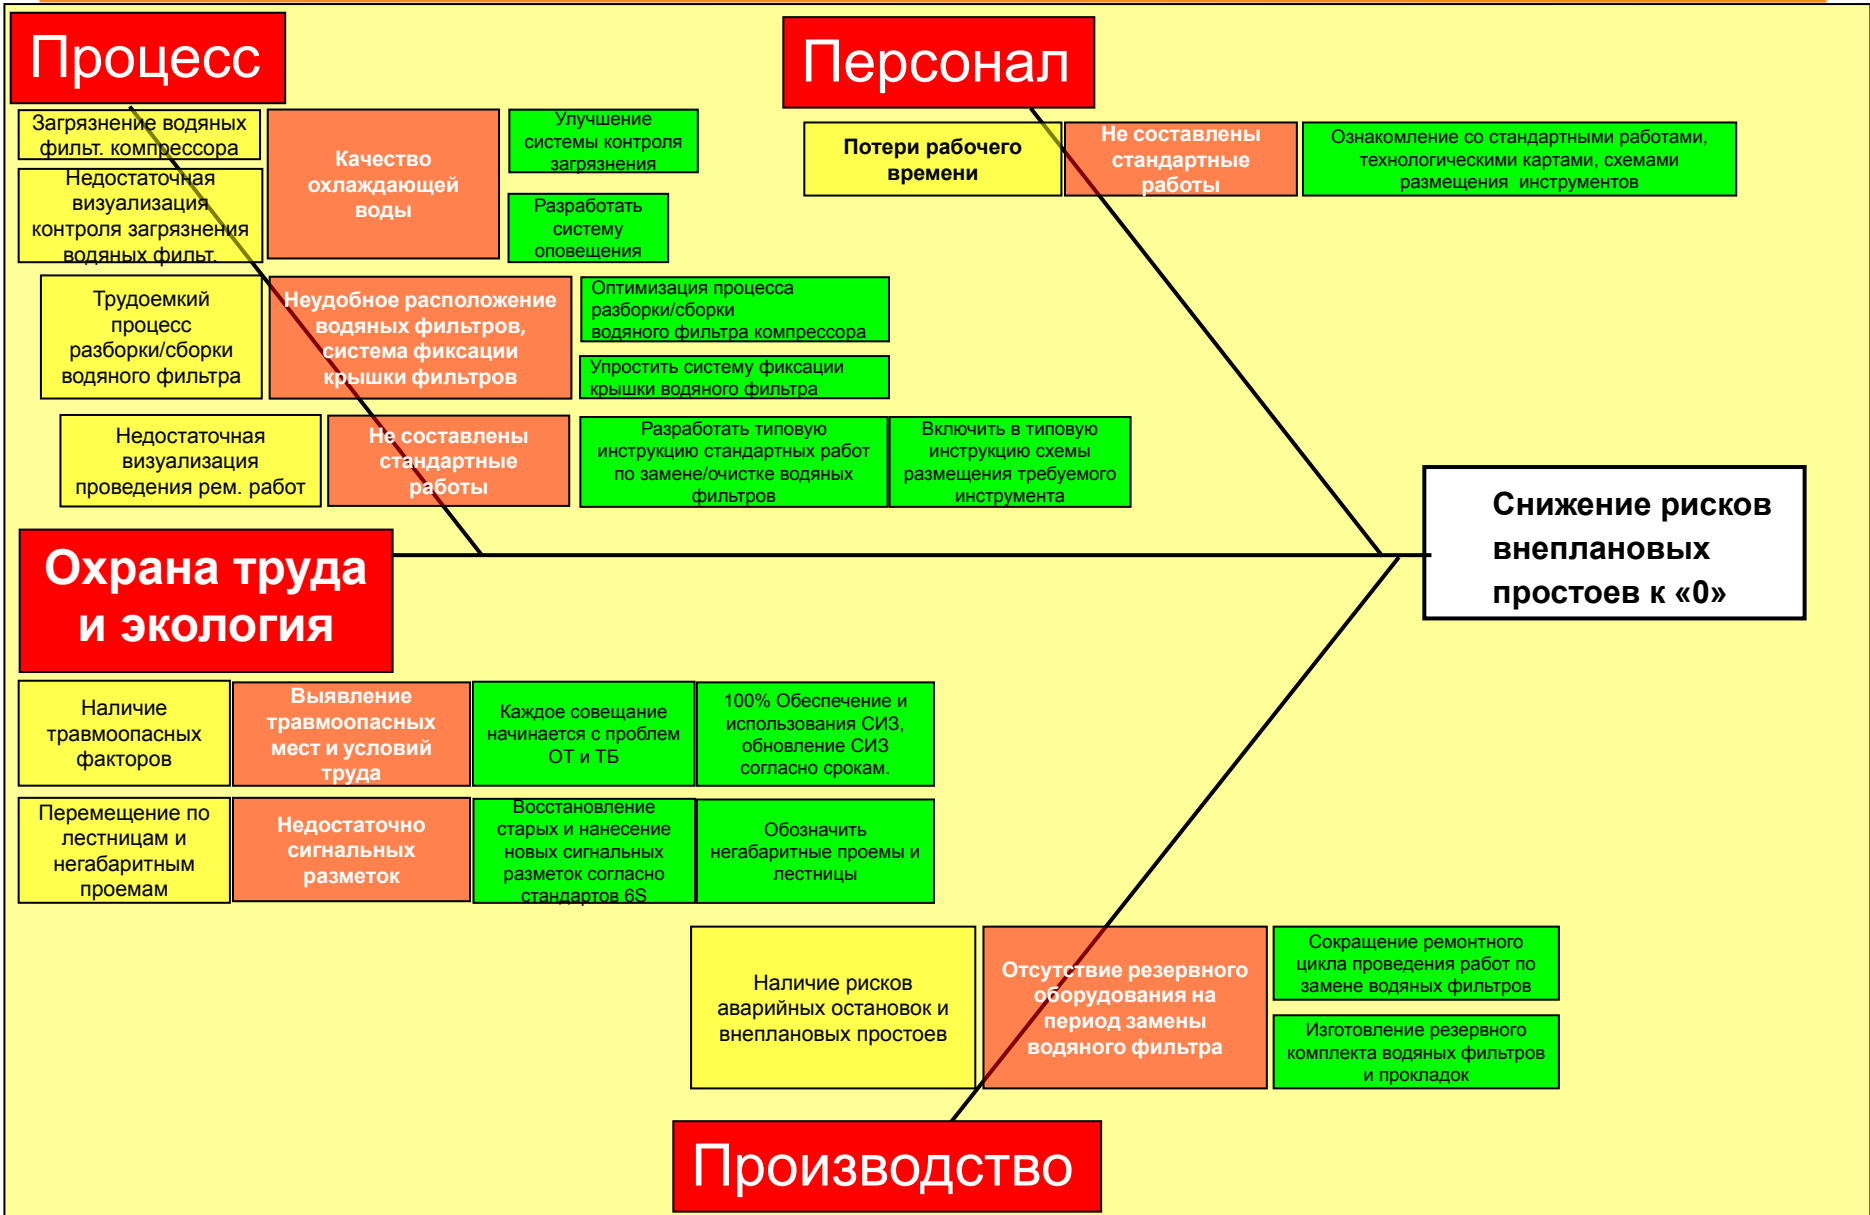 Процесс
Персонал
Загрязнение водяных
фильт. компрессора
Недостаточная
визуализация
контроля загрязнения
водяных фильт.
Качество
охлаждающей
воды
Улучшение
системы контроля
загрязнения
Разработать
систему
оповещения
Потери рабочего
времени
Не составлены
стандартные
работы
Ознакомление со стандартными работами,
технологическими картами, схемами
размещения инструментов
Трудоемкий
процесс
разборки/сборки
водяного фильтра
Неудобное расположение
водяных фильтров,
система фиксации
крышки фильтров
Оптимизация процесса
разборки/сборки
водяного фильтра компрессора
Упростить систему фиксации
крышки водяного фильтра
Недостаточная
визуализация
проведения рем. работ
Не составлены
стандартные
работы
Разработать типовую
инструкцию стандартных работ
по замене/очистке водяных
фильтров
Включить в типовую
инструкцию схемы
размещения требуемого
инструмента
Снижение рисков
внеплановых
простоев к «0»
Охрана труда
и экология
Наличие
травмоопасных
факторов
Выявление
травмоопасных
мест и условий
труда
Каждое совещание
начинается с проблем
ОТ и ТБ
100% Обеспечение и
использования СИЗ,
обновление СИЗ
согласно срокам.
Перемещение по
лестницам и
негабаритным
проемам
Недостаточно
сигнальных
разметок
Восстановление
старых и нанесение
новых сигнальных
разметок согласно
стандартов 6S
Обозначить
негабаритные проемы и
лестницы
Наличие рисков
аварийных остановок и
внеплановых простоев
Отсутствие резервного
оборудования на
период замены
водяного фильтра
Сокращение ремонтного
цикла проведения работ по
замене водяных фильтров
Изготовление резервного
комплекта водяных фильтров
и прокладок
Производство